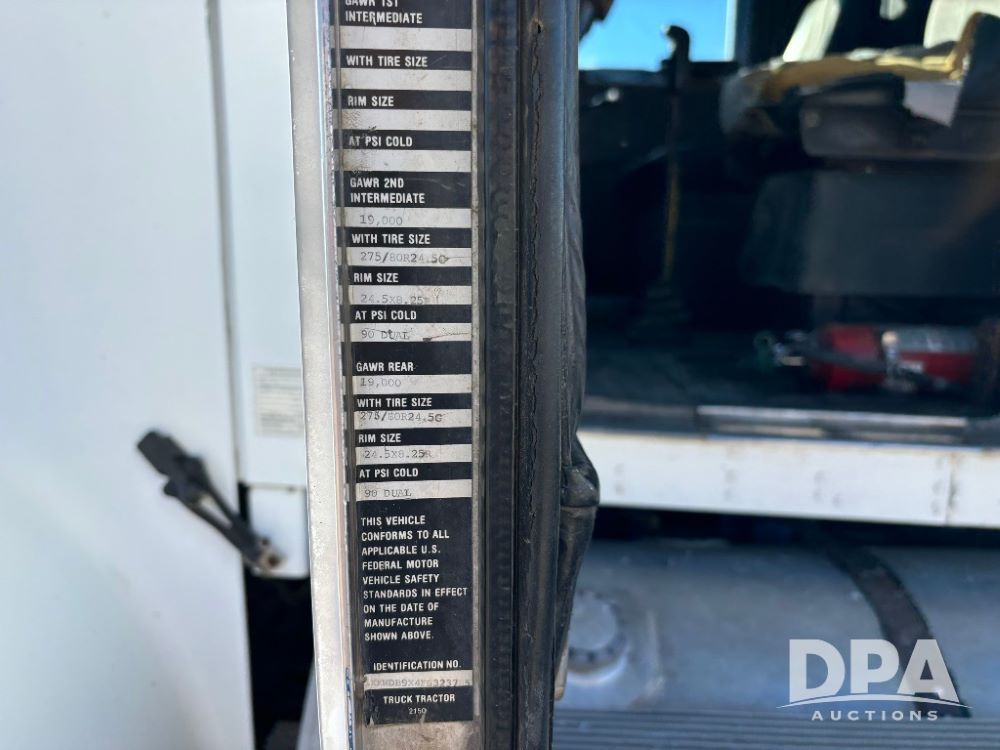 GAWR 1ST
INTERMEDIATE
WITH TIRE SIZE
RIM SIZE
AT PSI COLD
GAWR 2ND
INTERMEDIATE
19,000
WITH TIRE SIZE
275/80R24.5G
RIM SIZE
24.5X8.25R
AT PSI COLD
90 DUAL
GAWR REAR
19,000
WITH TIRE SIZE
275/80R24.5G
RIM SIZE
24.5X8.25R
AT PSI COLD
90 DUAL
THIS VEHICLE
CONFORMS TO ALL
APPLICABLE U.S.
FEDERAL MOTOR
VEHICLE SAFETY
STANDARDS IN EFFECT
ON THE DATE OF
MANUFACTURE
SHOWN ABOVE.
IDENTIFICATION NO.
TRUCK TRACTOR
2150
DPA
AUCTIONS